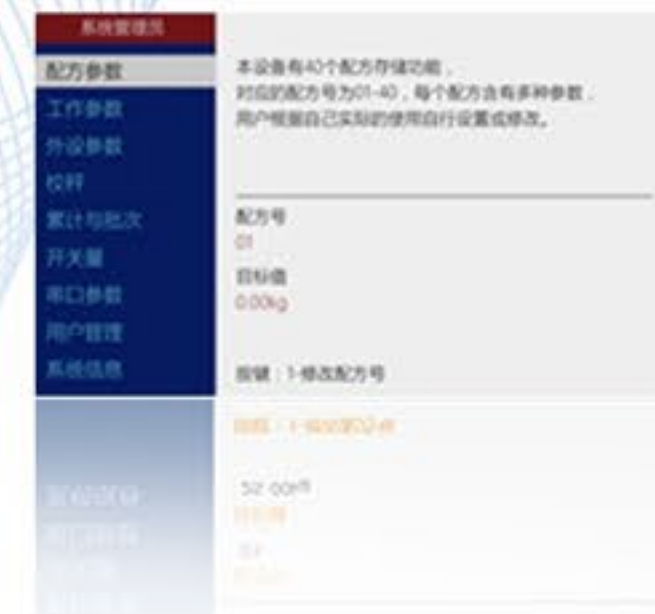 系统管理员
配方参数
工作参数
外设参数
校秤
累计与批次
开关量
串口参数
用户管理
系统信息
本设备有40个配方存储功能，
对应的配方号为01-40，每个配方含有多种参数，
用户根据自己实际的使用自行设置或修改。
配方号
01
目标值
0.00kg
按键：1-修改配方号